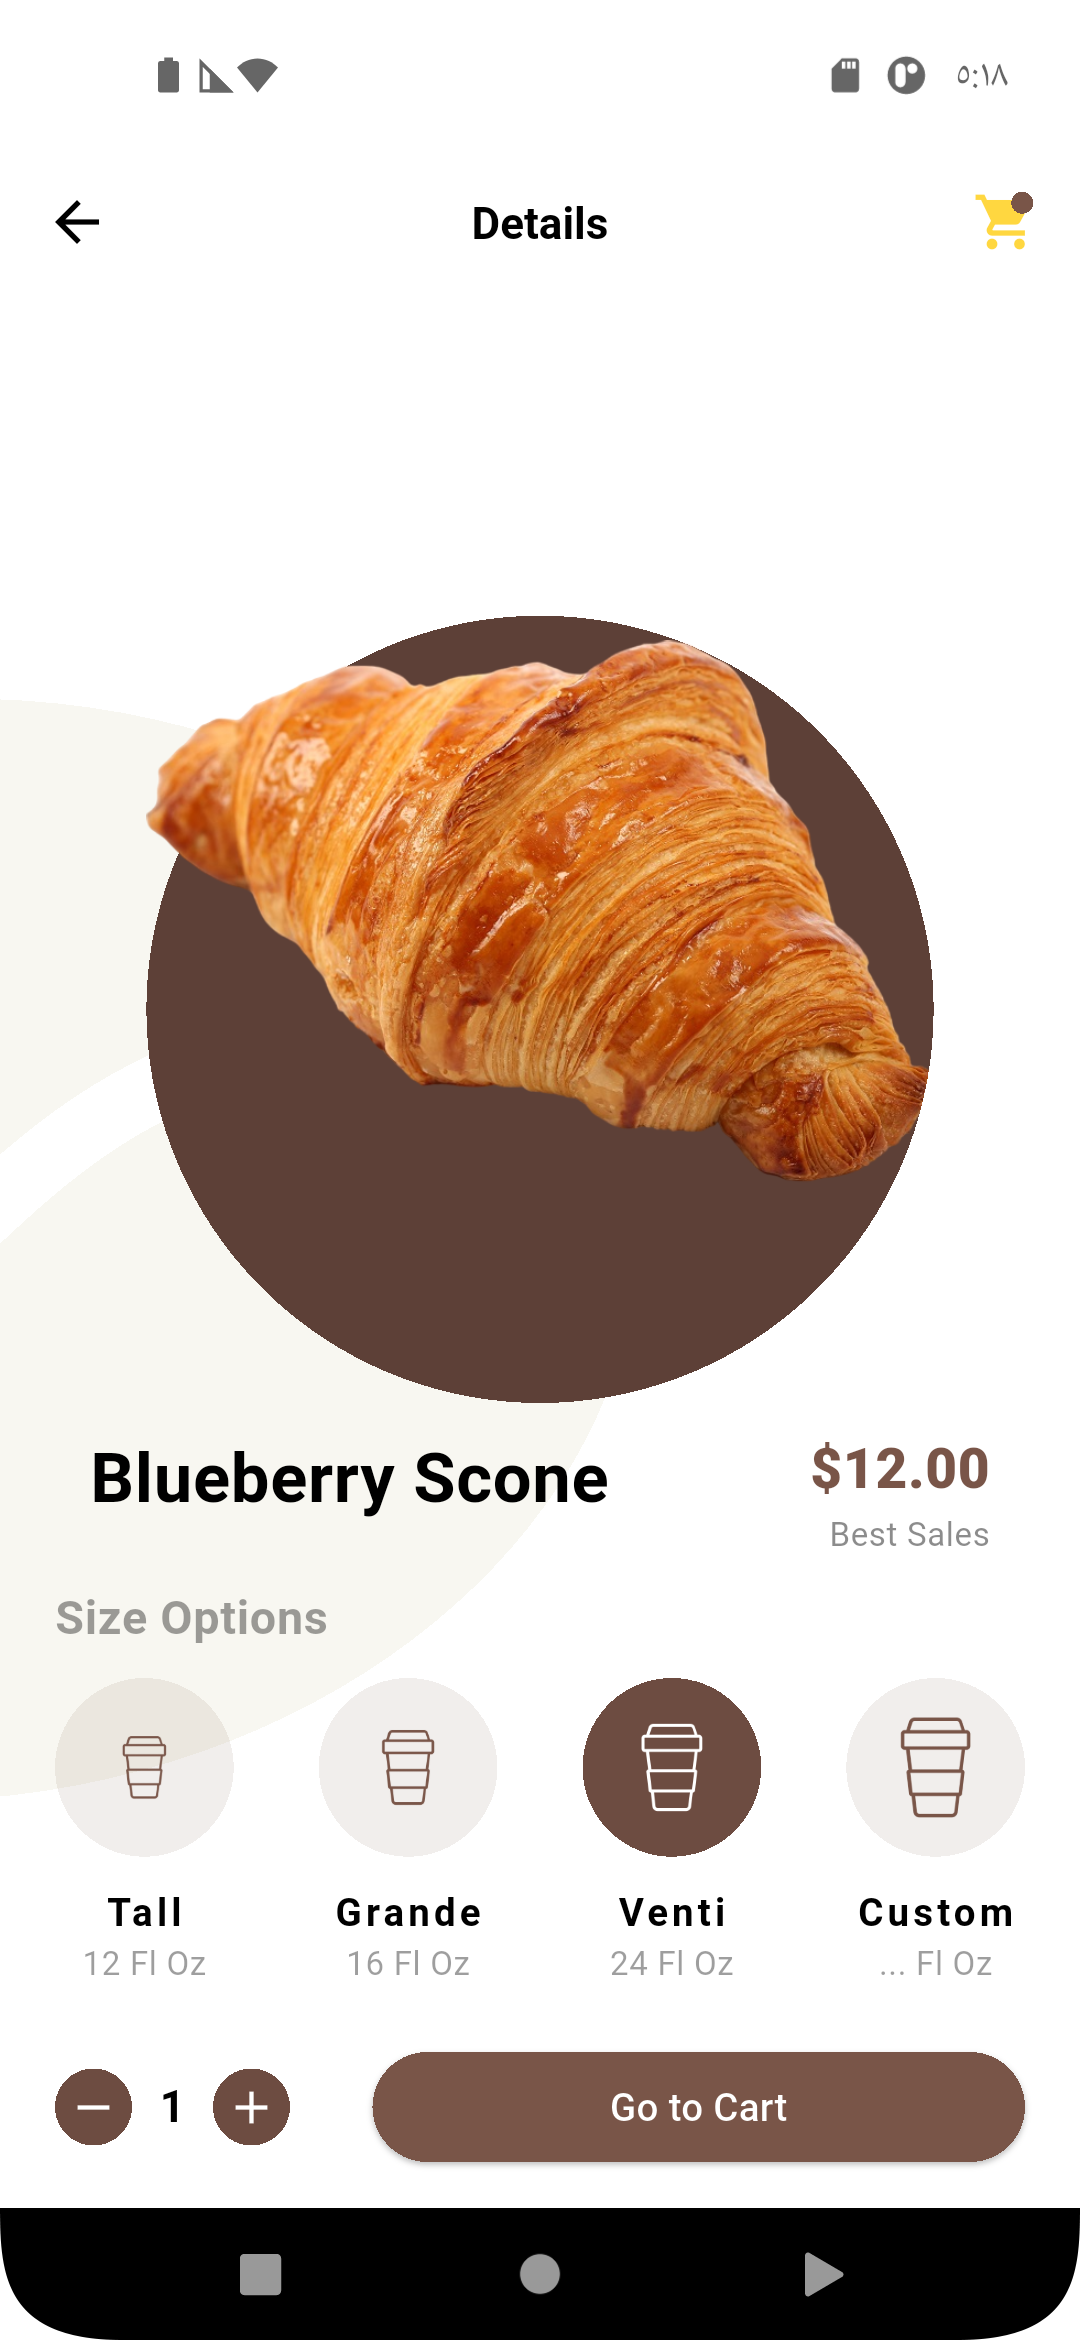 ٥:١٨
Details
Blueberry Scone
$12.00
Best Sales
Size Options
Tall
Grande
Venti
Custom
12 Fl Oz
16 Fl Oz
24 Fl Oz
... Fl Oz
1
Go to Cart